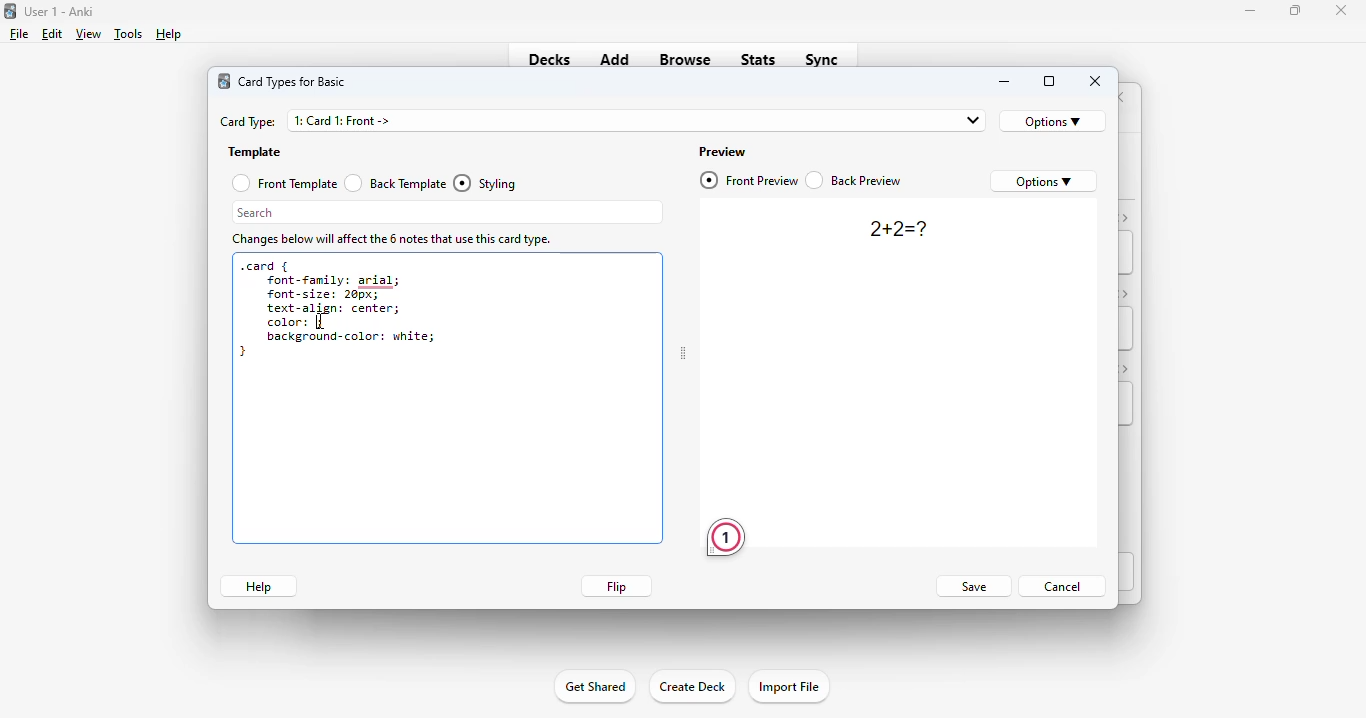 User 1 - Anki
File Edit View Tools Help
Decks Add Browse Stats Sync
Card Types for Basic
Card Type: 1: Card 1: Front -> Options ▼
Template
Preview
Front Template Back Template Styling
Front Preview Back Preview Options ▼
Search
Changes below will affect the 6 notes that use this card type.
.card {
font-family: arial;
font-size: 20px;
text-align: center;
color: ;
background-color: white;
}
2+2=?
1
Help Flip Save Cancel
Get Shared Create Deck Import File